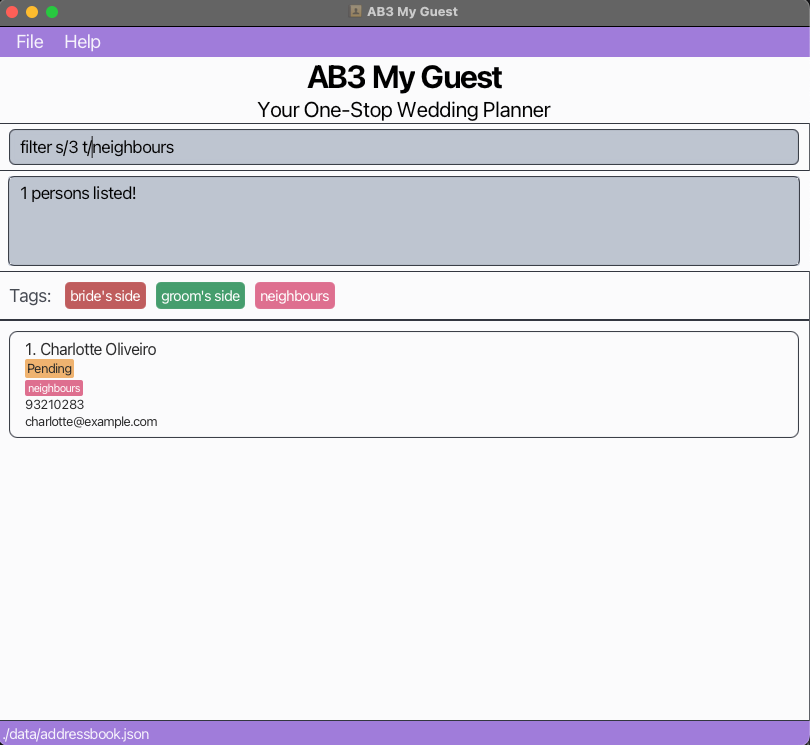 AB3 My Guest
File Help
AB3 My Guest
Your One-Stop Wedding Planner
filter s/3 t/neighbours
1 persons listed!
Tags: bride's side groom's side neighbours
1. Charlotte Oliveiro
Pending
neighbours
93210283
charlotte@example.com
./data/addressbook.json